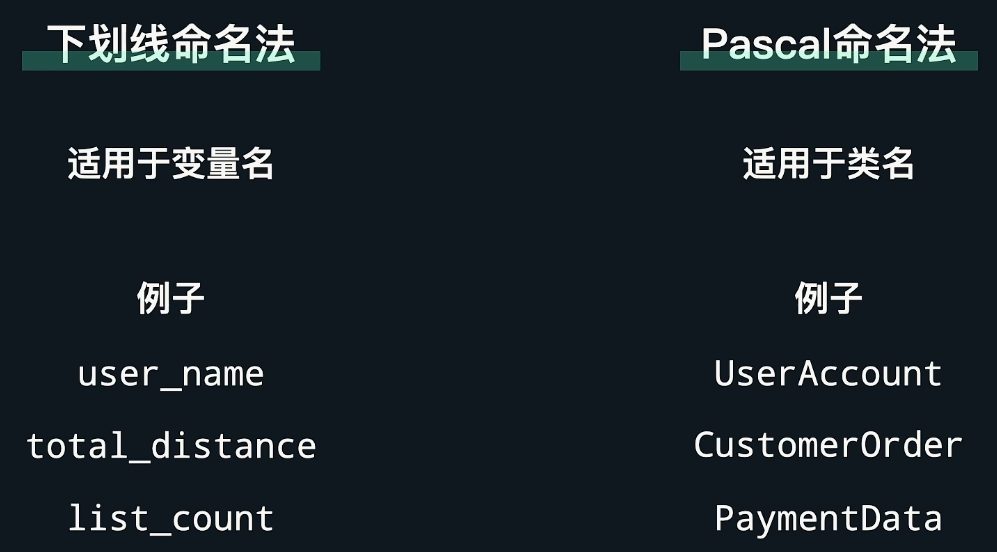 下划线命名法
适用于变量名
例子
user_name
total_distance
list_count
Pascal命名法
适用于类名
例子
UserAccount
CustomerOrder
PaymentData